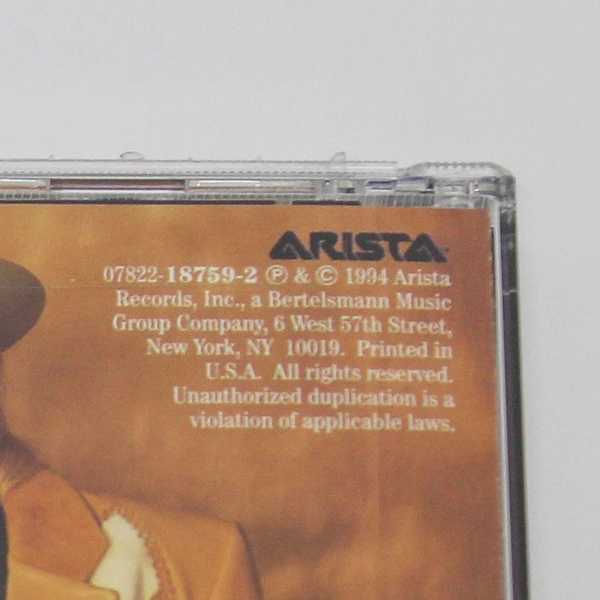 ARISTA
07822-18759-2 Ⓟ & © 1994 Arista
Records, Inc., a Bertelsmann Music
Group Company, 6 West 57th Street,
New York, NY 10019. Printed in
U.S.A. All rights reserved.
Unauthorized duplication is a
violation of applicable laws.